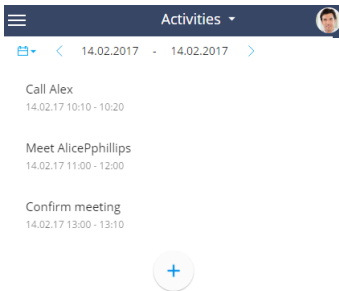 Activities
14.02.2017 - 14.02.2017
Call Alex
14.02.17 10:10 - 10:20
Meet AlicePphillips
14.02.17 11:00 - 12:00
Confirm meeting
14.02.17 13:00 - 13:10